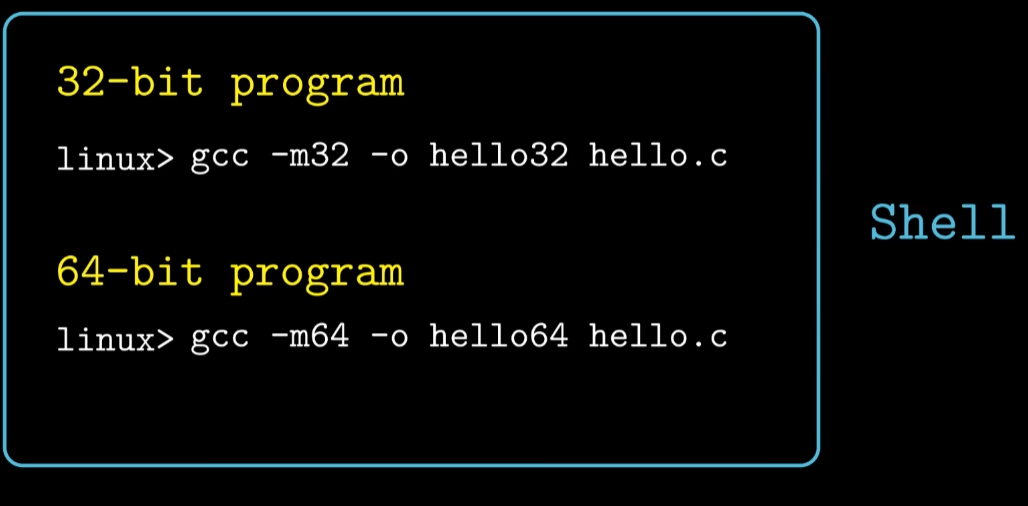 32-bit program
linux> gcc -m32 -o hello32 hello.c
64-bit program
linux> gcc -m64 -o hello64 hello.c
Shell